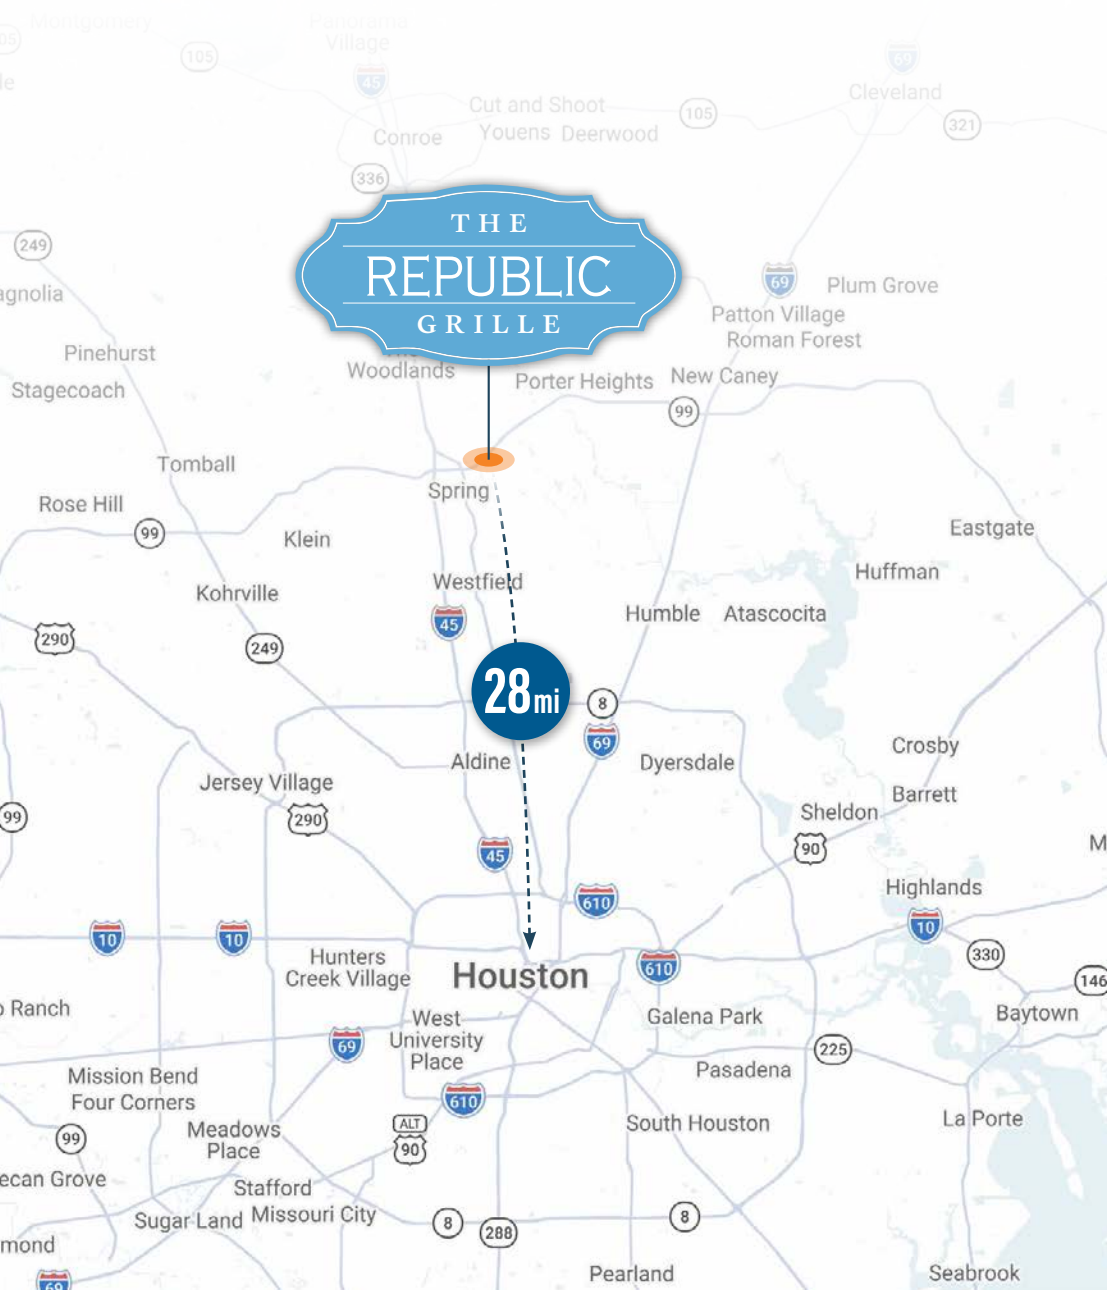 Montgomery
Panorama
Village
105
105
45
69
Cleveland
Cut and Shoot
105
321
Conroe
Youens
Deerwood
336
THE
REPUBLIC
GRILLE
249
69
Plum Grove
agnolia
Patton Village
Roman Forest
Pinehurst
Woodlands
Stagecoach
Porter Heights
New Caney
99
Tomball
Spring
Rose Hill
99
Klein
Eastgate
Huffman
Westfield
Kohrville
Humble
Atascocita
45
290
249
28mi
8
69
Crosby
Aldine
Dyersdale
Jersey Village
Barrett
99
290
Sheldon
90
M
45
Highlands
610
10
10
10
Hunters
Creek Village
330
610
Houston
146
o Ranch
West
University
Place
Galena Park
Baytown
69
225
Pasadena
Mission Bend
Four Corners
610
99
Meadows
Place
ALT
90
South Houston
La Porte
ecan Grove
Stafford
Sugar Land
Missouri City
8
288
8
mond
69
Pearland
Seabrook